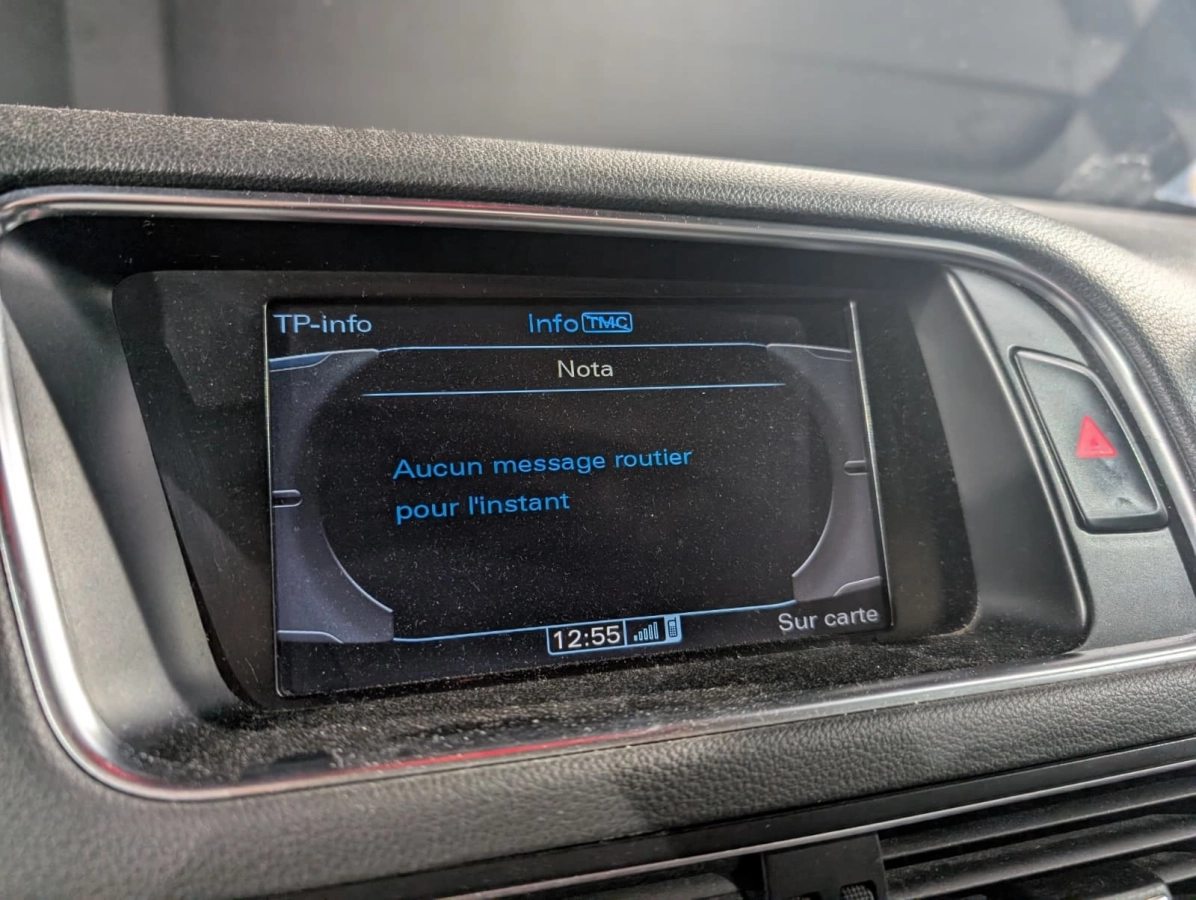 TP-info
Info TMC
Nota
Aucun message routier
pour l'instant
12:55
Sur carte